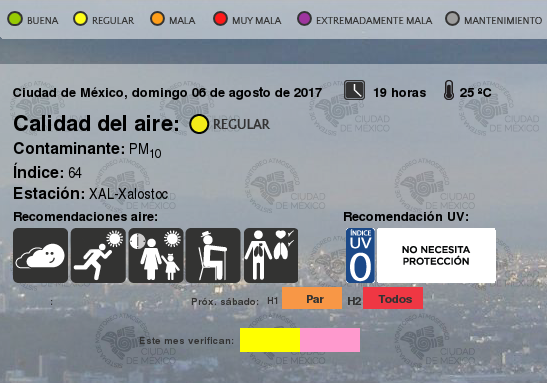 BUENA REGULAR MALA MUY MALA EXTREMADAMENTE MALA MANTENIMIENTO
Ciudad de México, domingo 06 de agosto de 2017 19 horas 25 ºC
Calidad del aire: REGULAR
Contaminante: PM10
Índice: 64
Estación: XAL-Xalostoc
Recomendaciones aire: Recomendación UV:
ÍNDICE
UV
0
NO NECESITA
PROTECCIÓN
: Próx. sábado: H1 Par H2 Todos
Este mes verifican:
CIUDAD
DE MÉXICO